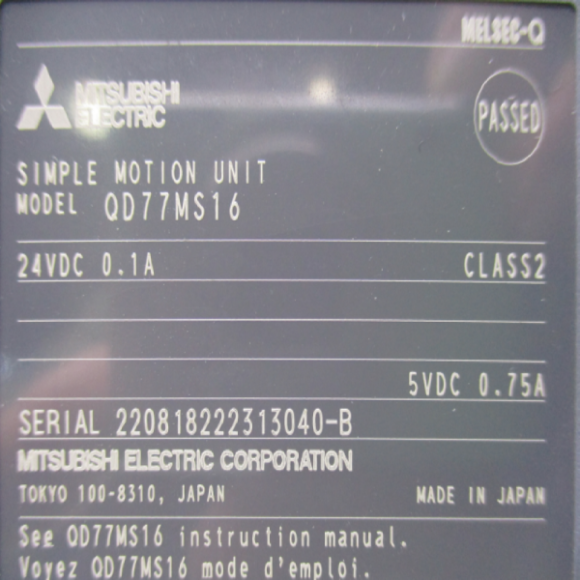 MELSEC-Q
MITSUBISHI
ELECTRIC
PASSED
SIMPLE MOTION UNIT
MODEL QD77MS16
24VDC 0.1A CLASS2
5VDC 0.75A
SERIAL 220818222313040-B
MITSUBISHI ELECTRIC CORPORATION
TOKYO 100-8310, JAPAN MADE IN JAPAN
See QD77MS16 instruction manual.
Voyez QD77MS16 mode d'emploi.